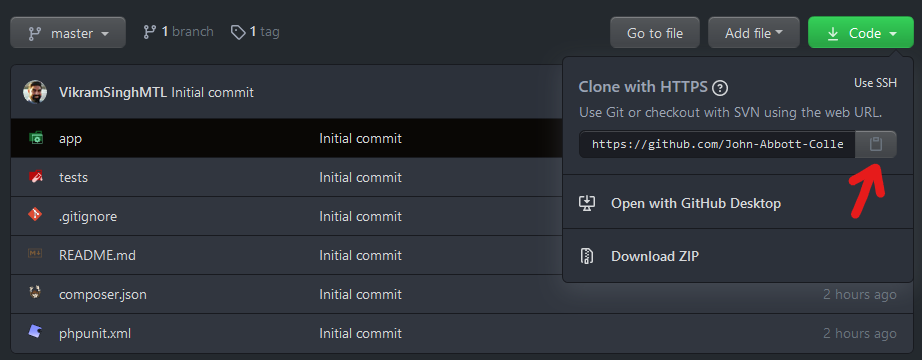 master 1 branch 1 tag Go to file Add file Code
VikramSinghMTL Initial commit
Clone with HTTPS ? Use SSH
Use Git or checkout with SVN using the web URL.
https://github.com/John-Abbott-Colle
Open with GitHub Desktop
Download ZIP
app Initial commit
tests Initial commit
.gitignore Initial commit
README.md Initial commit
composer.json Initial commit 2 hours ago
phpunit.xml Initial commit 2 hours ago